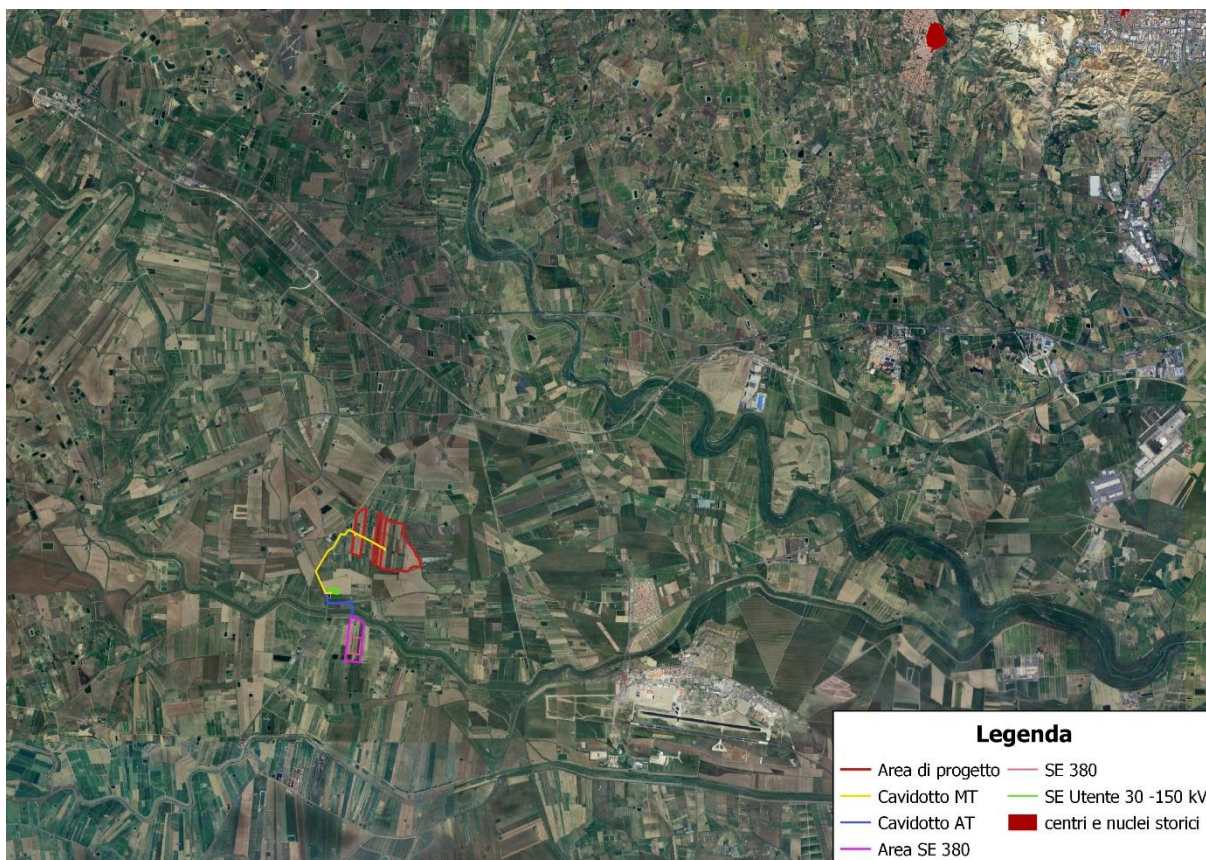 Legenda
Area di progetto
Cavidotto MT
Cavidotto AT
Area SE 380
SE 380
SE Utente 30 -150 kV
centri e nuclei storici